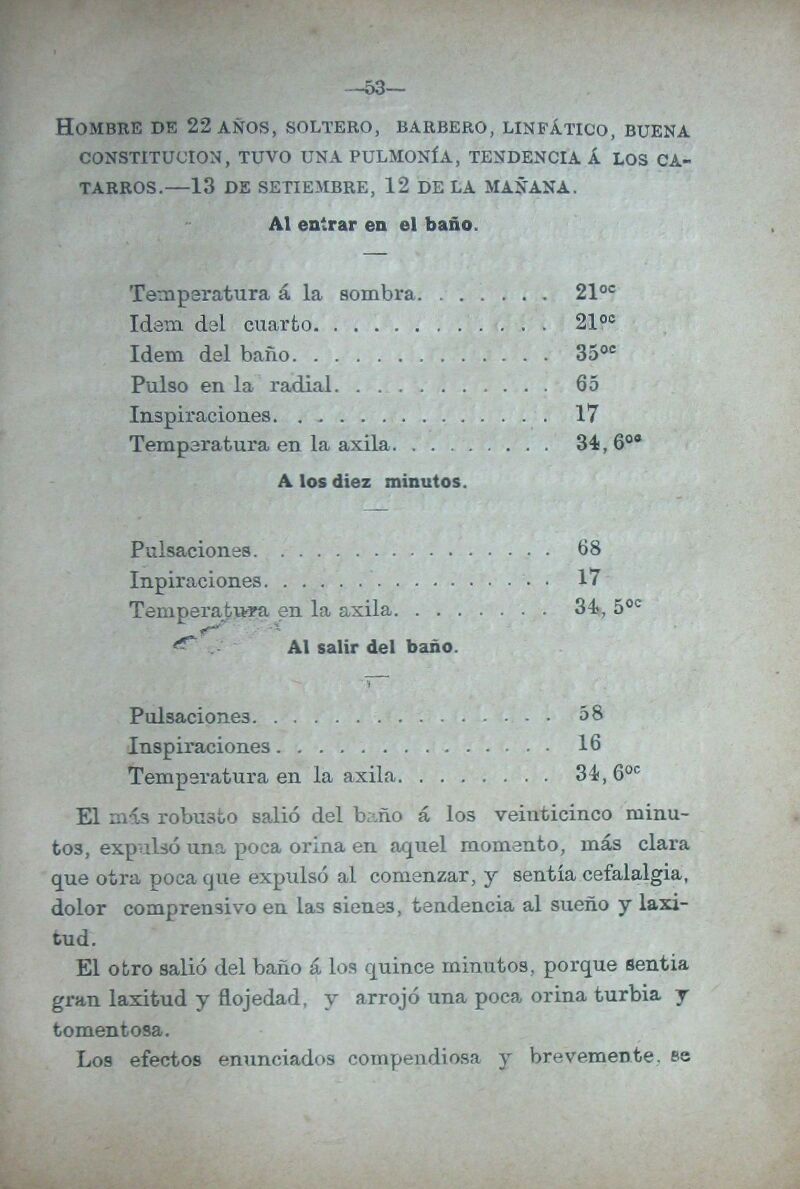 —53—
HOMBRE DE 22 AÑOS, SOLTERO, BARBERO, LINFÁTICO, BUENA
CONSTITUCION, TUVO UNA PULMONÍA, TENDENCIA Á LOS CA-
TARROS.—13 DE SETIEMBRE, 12 DE LA MAÑANA.
Al entrar en el baño.
Temperatura á la sombra. . . . . . . 21ºc
Idem del cuarto. . . . . . . . . . . . 21ºc
Idem del baño. . . . . . . . . . . . . 35ºc
Pulso en la radial. . . . . . . . . . . 65
Inspiraciones. . . . . . . . . . . . . . 17
Temperatura en la axila. . . . . . . . . 34, 6º
A los diez minutos.
Pulsaciones. . . . . . . . . . . . . . . . 68
Inpiraciones. . . . . . . . . . . . . . . 17
Temperatura en la axila. . . . . . . . 34, 5ºc
Al salir del baño.
Pulsaciones. . . . . . . . . . . . . . . 58
Inspiraciones . . . . . . . . . . . . . . 16
Temperatura en la axila. . . . . . . . 34, 6ºc
El más robusto salió del baño á los veinticinco minu-
tos, expulsó una poca orina en aquel momento, más clara
que otra poca que expulsó al comenzar, y sentía cefalalgia,
dolor comprensivo en las sienes, tendencia al sueño y laxi-
tud.
El otro salió del baño á los quince minutos, porque sentia
gran laxitud y flojedad, y arrojó una poca orina turbia y
tomentosa.
Los efectos enunciados compendiosa y brevemente, se